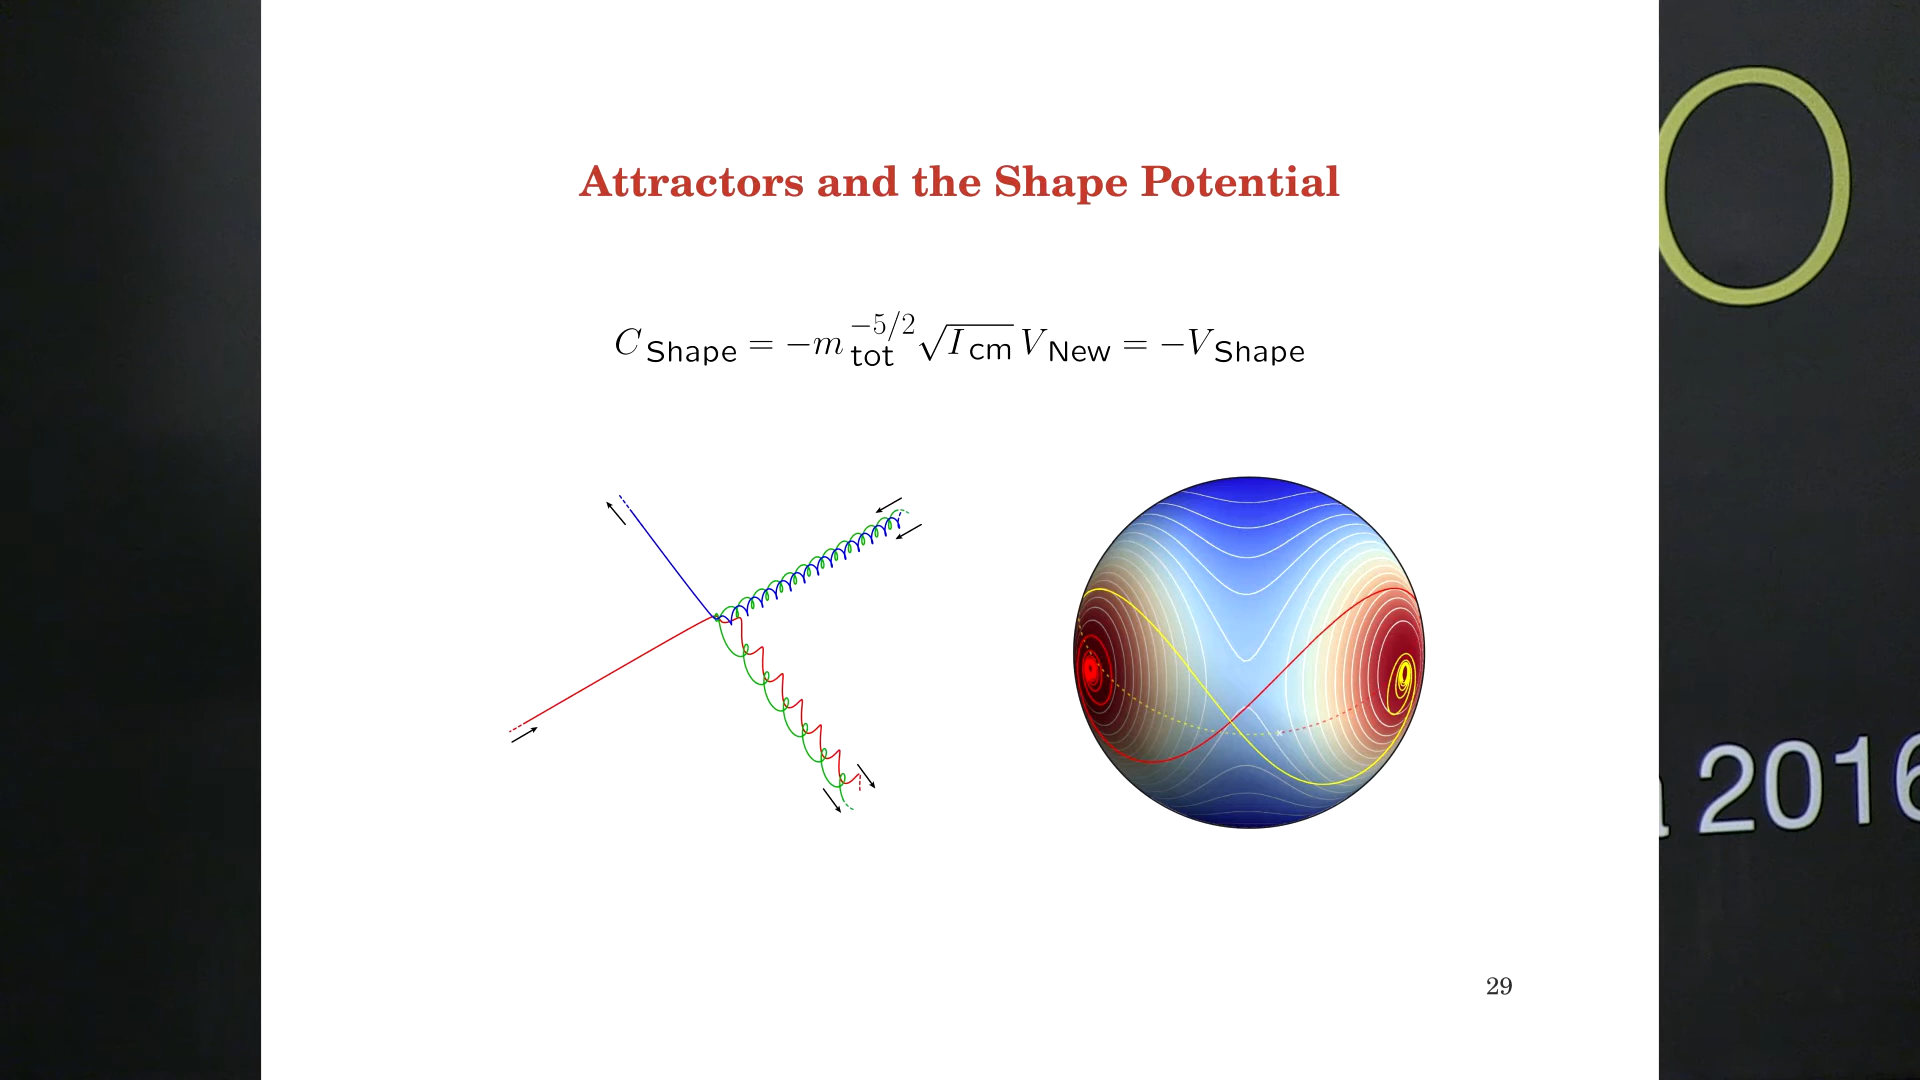 Attractors and the Shape Potential
C_Shape = −m_tot^{−5/2} √I_cm V_New = −V_Shape
29
O
2016